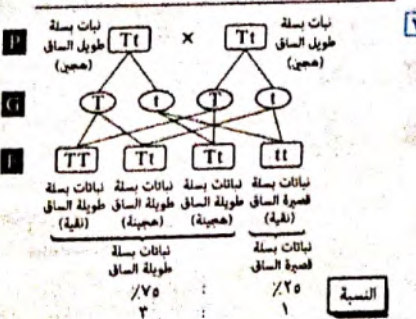 ٢
P
نبات بسلة طويل الساق (هجين)
Tt
×
Tt
نبات بسلة طويل الساق (هجين)
G
T t T t
TT Tt Tt tt
نباتات بسلة طويلة الساق (نقية)
نباتات بسلة طويلة الساق (هجينة)
نباتات بسلة طويلة الساق (هجينة)
نباتات بسلة قصيرة الساق (نقية)
نباتات بسلة طويلة الساق
نباتات بسلة قصيرة الساق
٪٧٥ : ٪٢٥
٣ : ١
النسبة